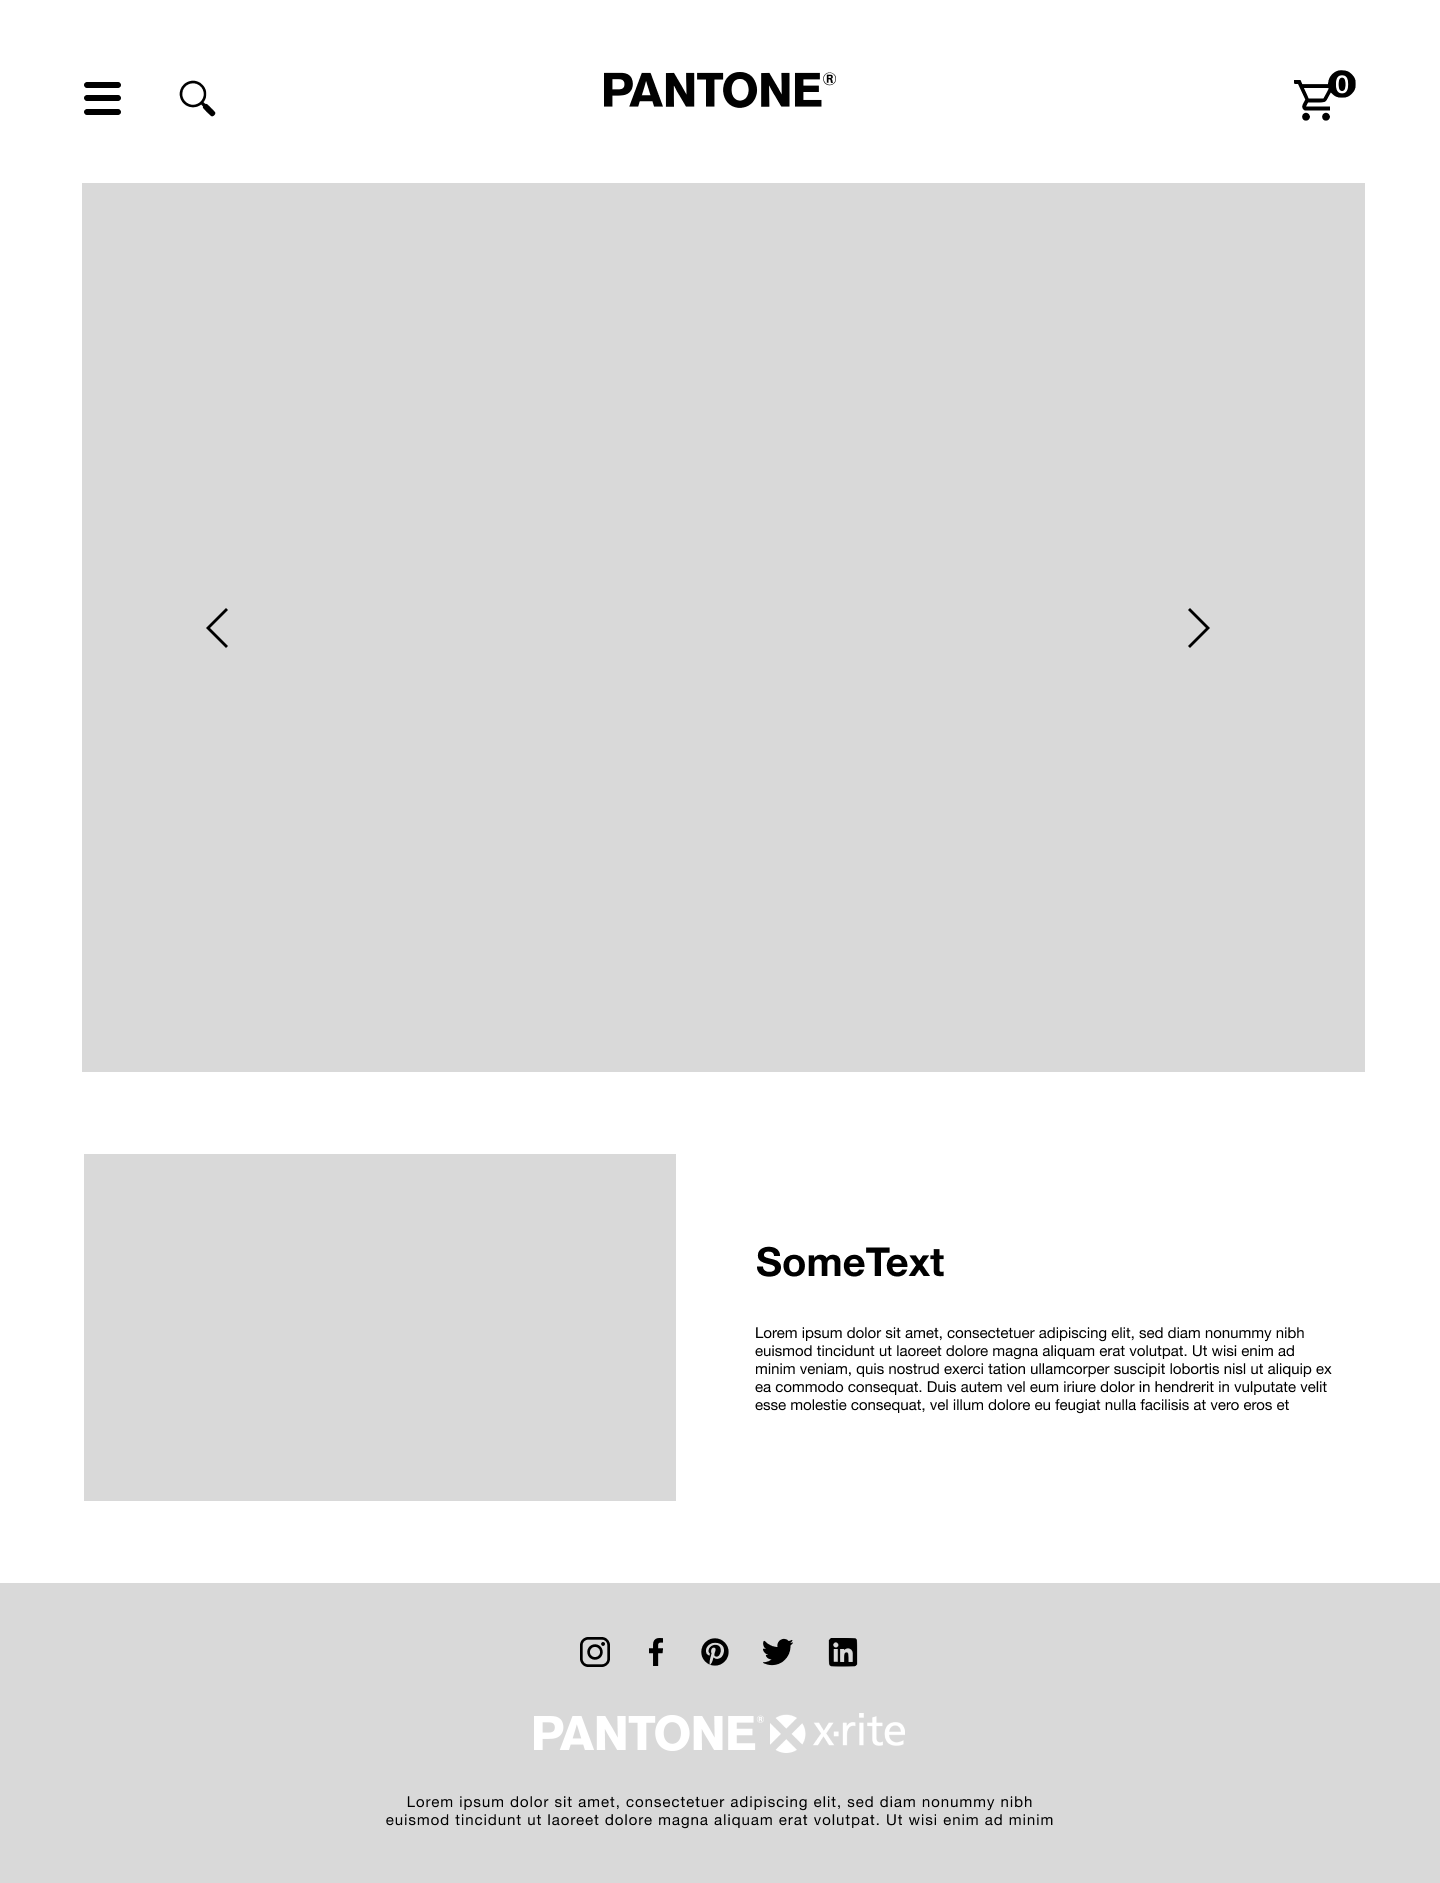 PANTONE®
0
SomeText
Lorem ipsum dolor sit amet, consectetuer adipiscing elit, sed diam nonummy nibh
euismod tincidunt ut laoreet dolore magna aliquam erat volutpat. Ut wisi enim ad
minim veniam, quis nostrud exerci tation ullamcorper suscipit lobortis nisl ut aliquip ex
ea commodo consequat. Duis autem vel eum iriure dolor in hendrerit in vulputate velit
esse molestie consequat, vel illum dolore eu feugiat nulla facilisis at vero eros et
PANTONE® x·rite
Lorem ipsum dolor sit amet, consectetuer adipiscing elit, sed diam nonummy nibh
euismod tincidunt ut laoreet dolore magna aliquam erat volutpat. Ut wisi enim ad minim